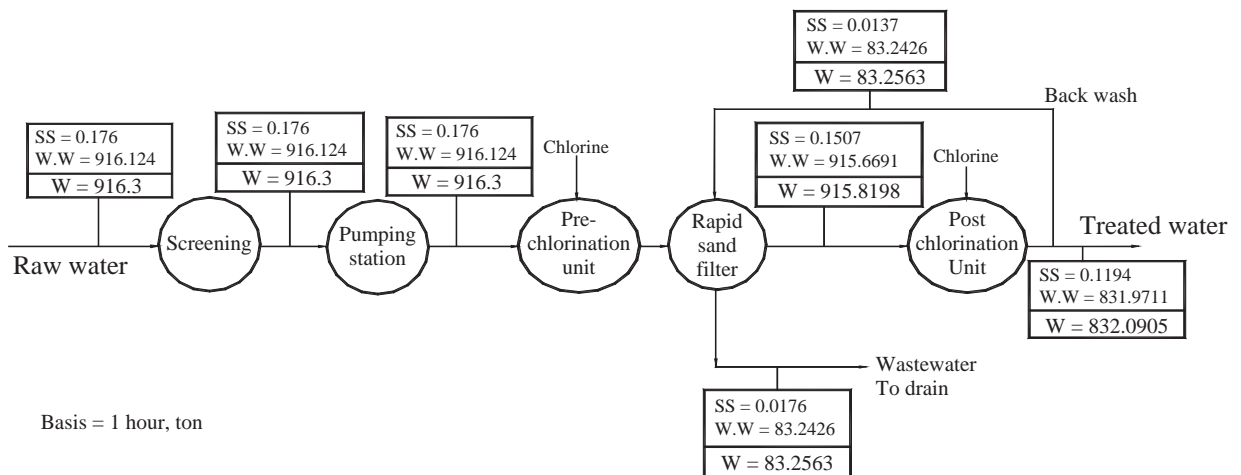 SS = 0.0137
W.W = 83.2426
W = 83.2563
Back wash
SS = 0.176
W.W = 916.124
W = 916.3
SS = 0.176
W.W = 916.124
W = 916.3
SS = 0.176
W.W = 916.124
W = 916.3
Chlorine
SS = 0.1507
W.W = 915.6691
W = 915.8198
Chlorine
Raw water
Screening
Pumping
station
Pre-
chlorination
unit
Rapid
sand
filter
Post
chlorination
Unit
Treated water
SS = 0.1194
W.W = 831.9711
W = 832.0905
Wastewater
To drain
SS = 0.0176
W.W = 83.2426
W = 83.2563
Basis = 1 hour, ton